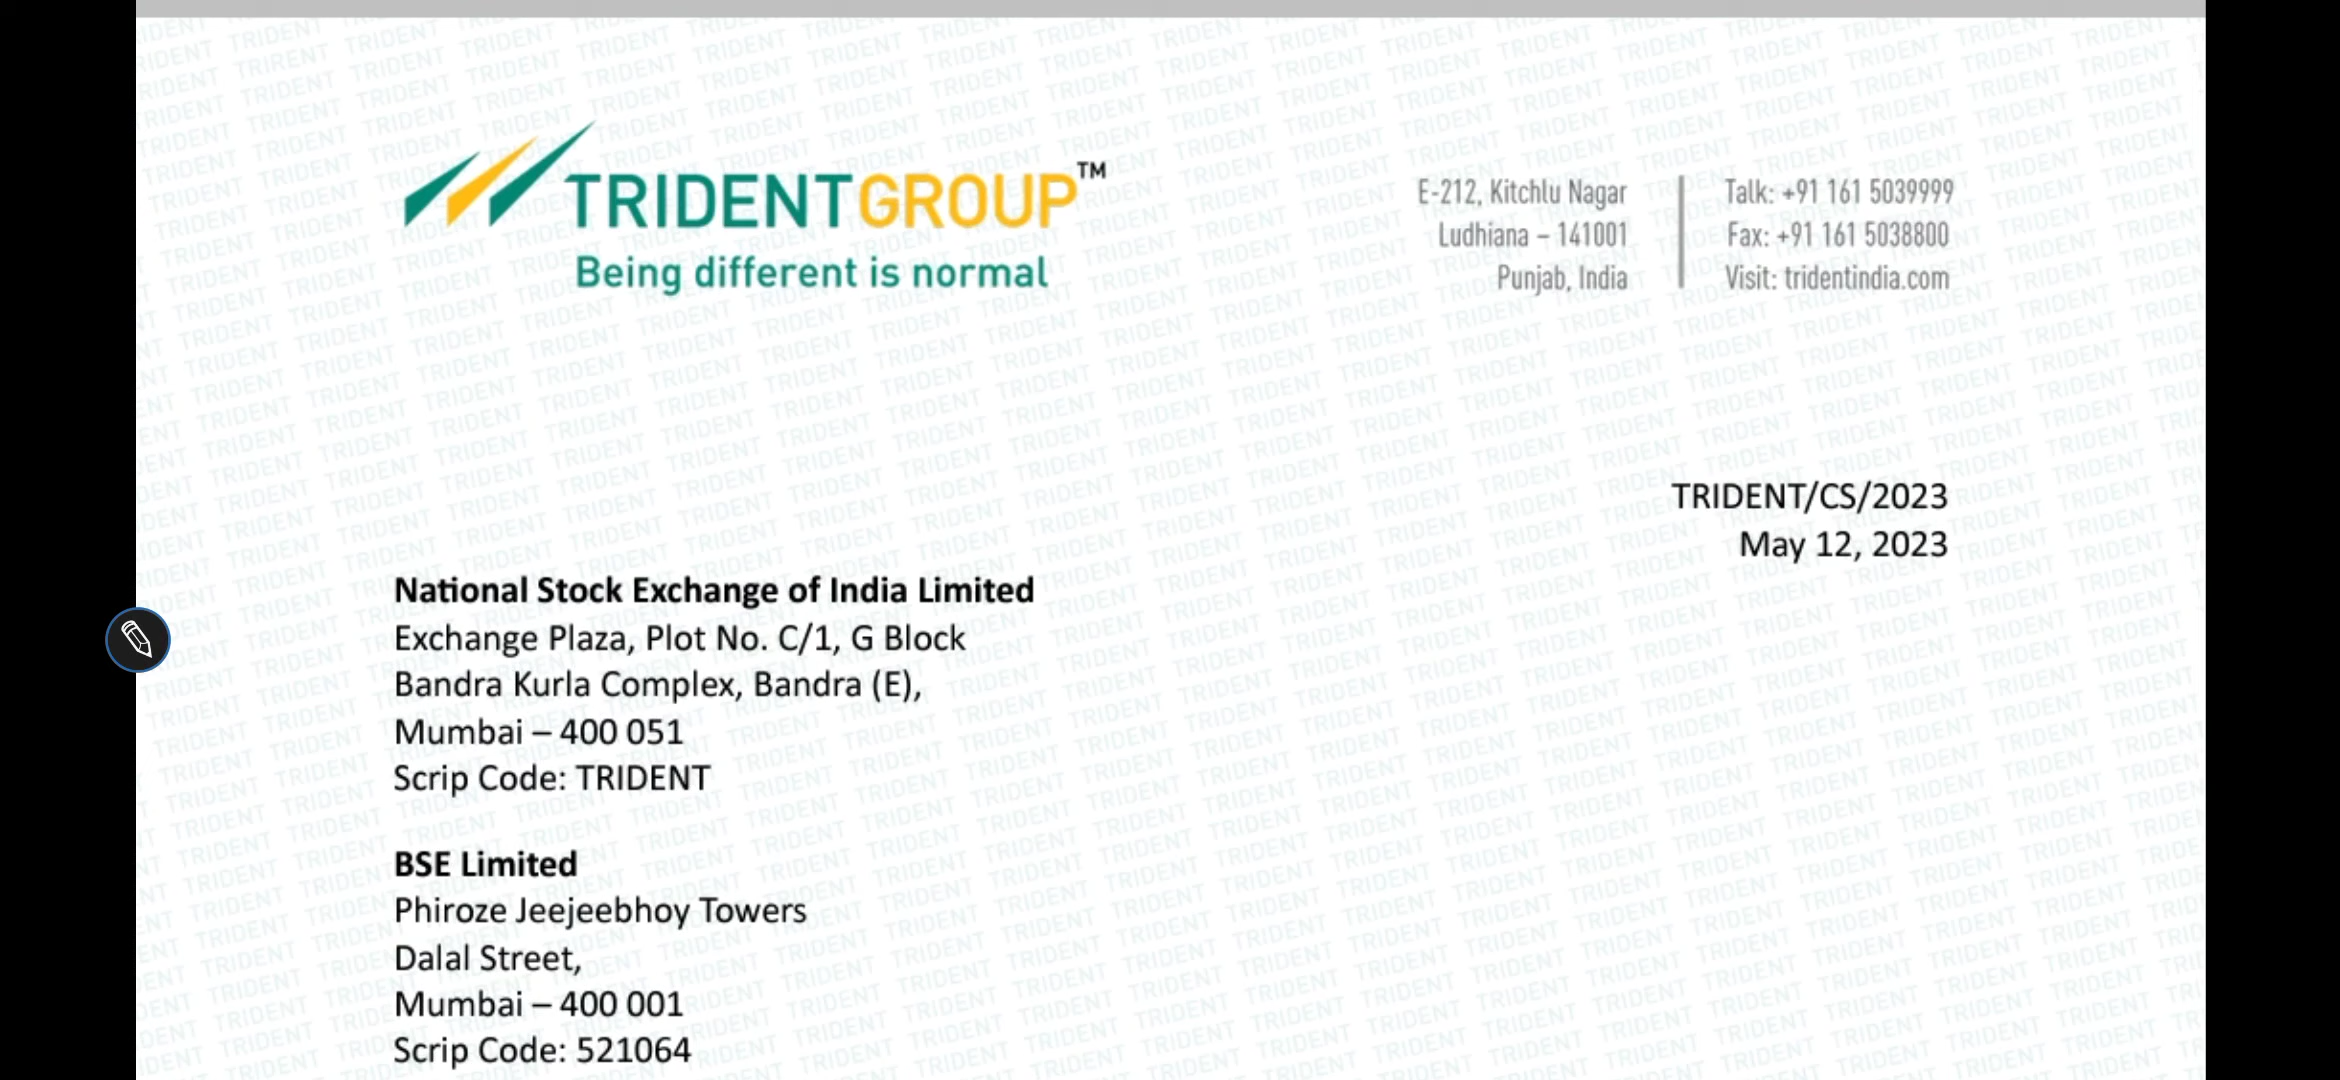 TRIDENTGROUP™
Being different is normal
E-212, Kitchlu Nagar
Ludhiana – 141001
Punjab, India
Talk: +91 161 5039999
Fax: +91 161 5038800
Visit: tridentindia.com
TRIDENT/CS/2023
May 12, 2023
National Stock Exchange of India Limited
Exchange Plaza, Plot No. C/1, G Block
Bandra Kurla Complex, Bandra (E),
Mumbai – 400 051
Scrip Code: TRIDENT
BSE Limited
Phiroze Jeejeebhoy Towers
Dalal Street,
Mumbai – 400 001
Scrip Code: 521064